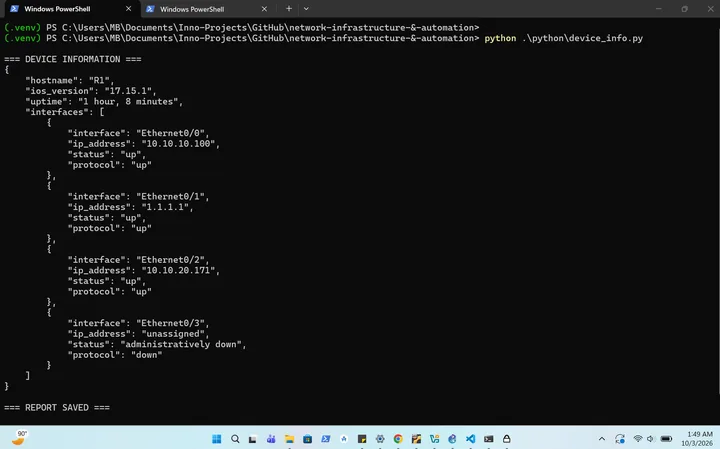 Windows PowerShell
Windows PowerShell
(.venv) PS C:\Users\MB\Documents\Inno-Projects\GitHub\network-infrastructure-&-automation>
(.venv) PS C:\Users\MB\Documents\Inno-Projects\GitHub\network-infrastructure-&-automation> python .\python\device_info.py
=== DEVICE INFORMATION ===
{
    "hostname": "R1",
    "ios_version": "17.15.1",
    "uptime": "1 hour, 8 minutes",
    "interfaces": [
        {
            "interface": "Ethernet0/0",
            "ip_address": "10.10.10.100",
            "status": "up",
            "protocol": "up"
        },
        {
            "interface": "Ethernet0/1",
            "ip_address": "1.1.1.1",
            "status": "up",
            "protocol": "up"
        },
        {
            "interface": "Ethernet0/2",
            "ip_address": "10.10.20.171",
            "status": "up",
            "protocol": "up"
        },
        {
            "interface": "Ethernet0/3",
            "ip_address": "unassigned",
            "status": "administratively down",
            "protocol": "down"
        }
    ]
}
=== REPORT SAVED ===
90°
1:49 AM
10/3/2026